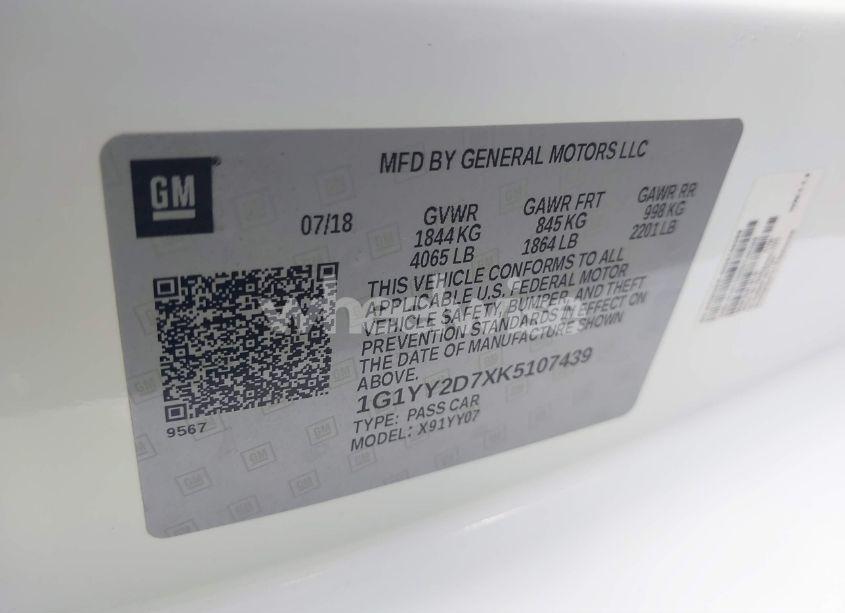 GM
MFD BY GENERAL MOTORS LLC
07/18
GVWR
1844 KG
4065 LB
GAWR FRT
845 KG
1864 LB
GAWR RR
998 KG
2201 LB
THIS VEHICLE CONFORMS TO ALL
APPLICABLE U.S. FEDERAL MOTOR
VEHICLE SAFETY, BUMPER, AND THEFT
PREVENTION STANDARDS IN EFFECT ON
THE DATE OF MANUFACTURE SHOWN
ABOVE.
1G1YY2D7XK5107439
TYPE: PASS CAR
MODEL: X91YY07
9567